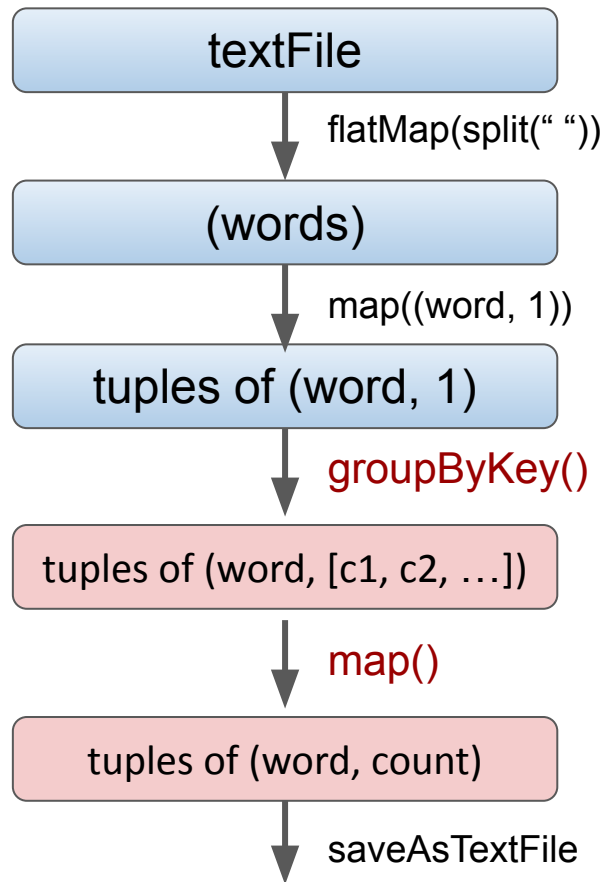 textFile
flatMap(split(“ “))
(words)
map((word, 1))
tuples of (word, 1)
groupByKey()
tuples of (word, [c1, c2, …])
map()
tuples of (word, count)
saveAsTextFile